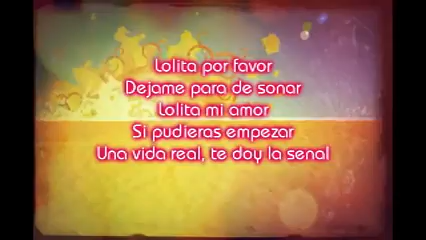 Lolita por favor
Dejame para de sonar
Lolita mi amor
Si pudieras empezar
Una vida real, te doy la senal